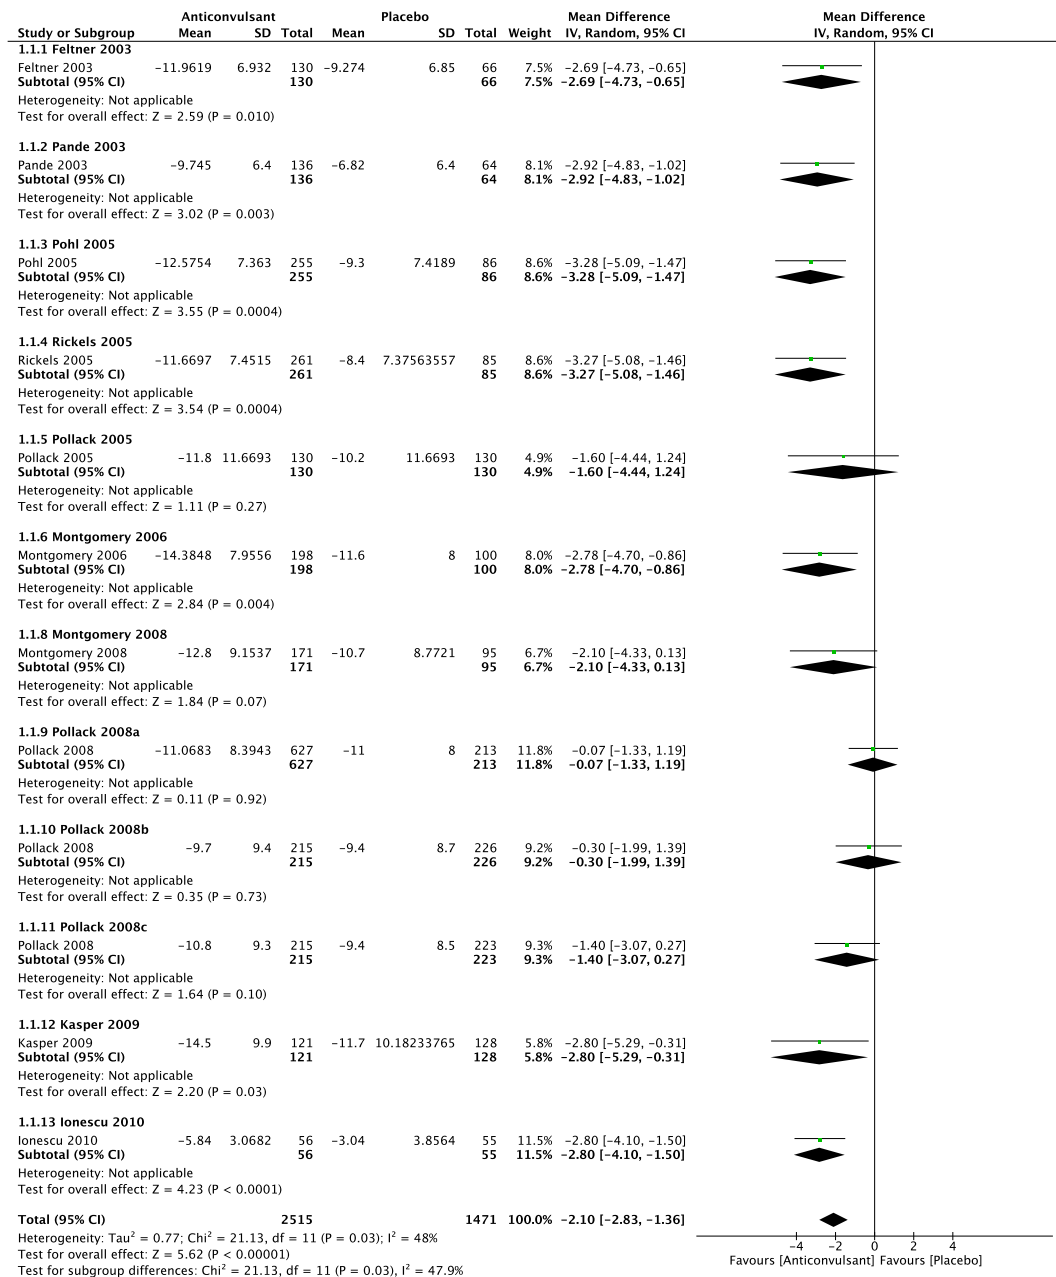 Anticonvulsant Placebo Mean Difference Mean Difference
Study or Subgroup Mean SD Total Mean SD Total Weight IV, Random, 95% CI IV, Random, 95% CI
1.1.1 Feltner 2003
Feltner 2003 −11.9619 6.932 130 −9.274 6.85 66 7.5% −2.69 [−4.73, −0.65]
Subtotal (95% CI) 130 66 7.5% −2.69 [−4.73, −0.65]
Heterogeneity: Not applicable
Test for overall effect: Z = 2.59 (P = 0.010)
1.1.2 Pande 2003
Pande 2003 −9.745 6.4 136 −6.82 6.4 64 8.1% −2.92 [−4.83, −1.02]
Subtotal (95% CI) 136 64 8.1% −2.92 [−4.83, −1.02]
Heterogeneity: Not applicable
Test for overall effect: Z = 3.02 (P = 0.003)
1.1.3 Pohl 2005
Pohl 2005 −12.5754 7.363 255 −9.3 7.4189 86 8.6% −3.28 [−5.09, −1.47]
Subtotal (95% CI) 255 86 8.6% −3.28 [−5.09, −1.47]
Heterogeneity: Not applicable
Test for overall effect: Z = 3.55 (P = 0.0004)
1.1.4 Rickels 2005
Rickels 2005 −11.6697 7.4515 261 −8.4 7.37563557 85 8.6% −3.27 [−5.08, −1.46]
Subtotal (95% CI) 261 85 8.6% −3.27 [−5.08, −1.46]
Heterogeneity: Not applicable
Test for overall effect: Z = 3.54 (P = 0.0004)
1.1.5 Pollack 2005
Pollack 2005 −11.8 11.6693 130 −10.2 11.6693 130 4.9% −1.60 [−4.44, 1.24]
Subtotal (95% CI) 130 130 4.9% −1.60 [−4.44, 1.24]
Heterogeneity: Not applicable
Test for overall effect: Z = 1.11 (P = 0.27)
1.1.6 Montgomery 2006
Montgomery 2006 −14.3848 7.9556 198 −11.6 8 100 8.0% −2.78 [−4.70, −0.86]
Subtotal (95% CI) 198 100 8.0% −2.78 [−4.70, −0.86]
Heterogeneity: Not applicable
Test for overall effect: Z = 2.84 (P = 0.004)
1.1.8 Montgomery 2008
Montgomery 2008 −12.8 9.1537 171 −10.7 8.7721 95 6.7% −2.10 [−4.33, 0.13]
Subtotal (95% CI) 171 95 6.7% −2.10 [−4.33, 0.13]
Heterogeneity: Not applicable
Test for overall effect: Z = 1.84 (P = 0.07)
1.1.9 Pollack 2008a
Pollack 2008 −11.0683 8.3943 627 −11 8 213 11.8% −0.07 [−1.33, 1.19]
Subtotal (95% CI) 627 213 11.8% −0.07 [−1.33, 1.19]
Heterogeneity: Not applicable
Test for overall effect: Z = 0.11 (P = 0.92)
1.1.10 Pollack 2008b
Pollack 2008 −9.7 9.4 215 −9.4 8.7 226 9.2% −0.30 [−1.99, 1.39]
Subtotal (95% CI) 215 226 9.2% −0.30 [−1.99, 1.39]
Heterogeneity: Not applicable
Test for overall effect: Z = 0.35 (P = 0.73)
1.1.11 Pollack 2008c
Pollack 2008 −10.8 9.3 215 −9.4 8.5 223 9.3% −1.40 [−3.07, 0.27]
Subtotal (95% CI) 215 223 9.3% −1.40 [−3.07, 0.27]
Heterogeneity: Not applicable
Test for overall effect: Z = 1.64 (P = 0.10)
1.1.12 Kasper 2009
Kasper 2009 −14.5 9.9 121 −11.7 10.18233765 128 5.8% −2.80 [−5.29, −0.31]
Subtotal (95% CI) 121 128 5.8% −2.80 [−5.29, −0.31]
Heterogeneity: Not applicable
Test for overall effect: Z = 2.20 (P = 0.03)
1.1.13 Ionescu 2010
Ionescu 2010 −5.84 3.0682 56 −3.04 3.8564 55 11.5% −2.80 [−4.10, −1.50]
Subtotal (95% CI) 56 55 11.5% −2.80 [−4.10, −1.50]
Heterogeneity: Not applicable
Test for overall effect: Z = 4.23 (P < 0.0001)
Total (95% CI) 2515 1471 100.0% −2.10 [−2.83, −1.36]
Heterogeneity: Tau² = 0.77; Chi² = 21.13, df = 11 (P = 0.03); I² = 48%
Test for overall effect: Z = 5.62 (P < 0.00001)
Test for subgroup differences: Chi² = 21.13, df = 11 (P = 0.03), I² = 47.9%
−4 −2 0 2 4
Favours [Anticonvulsant] Favours [Placebo]